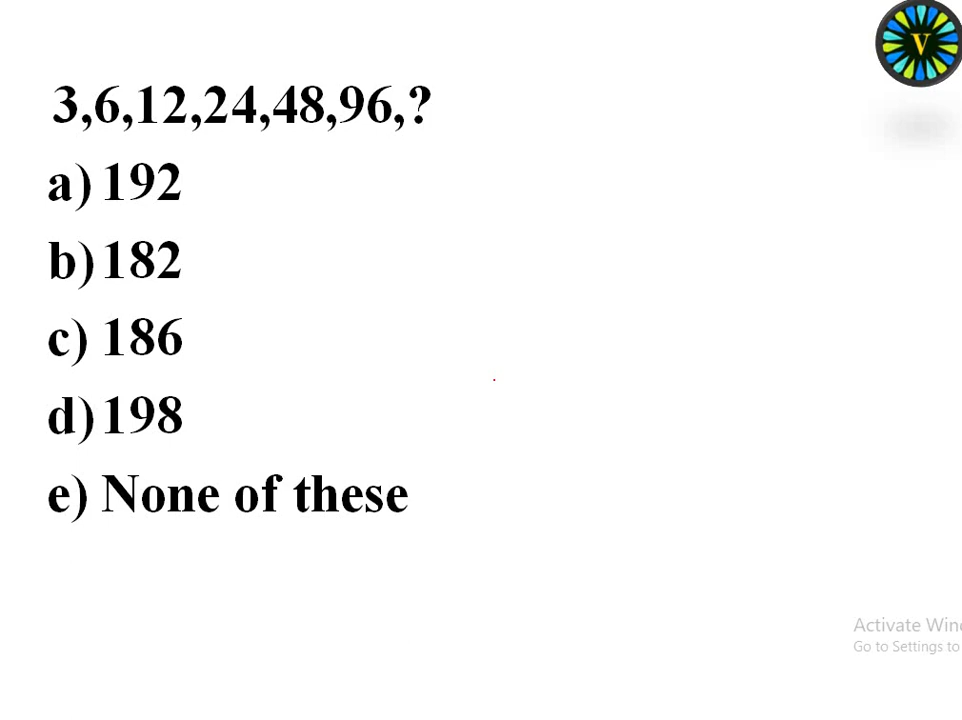 V
3,6,12,24,48,96,?
a) 192
b) 182
c) 186
d) 198
e) None of these
Activate Win
Go to Settings to